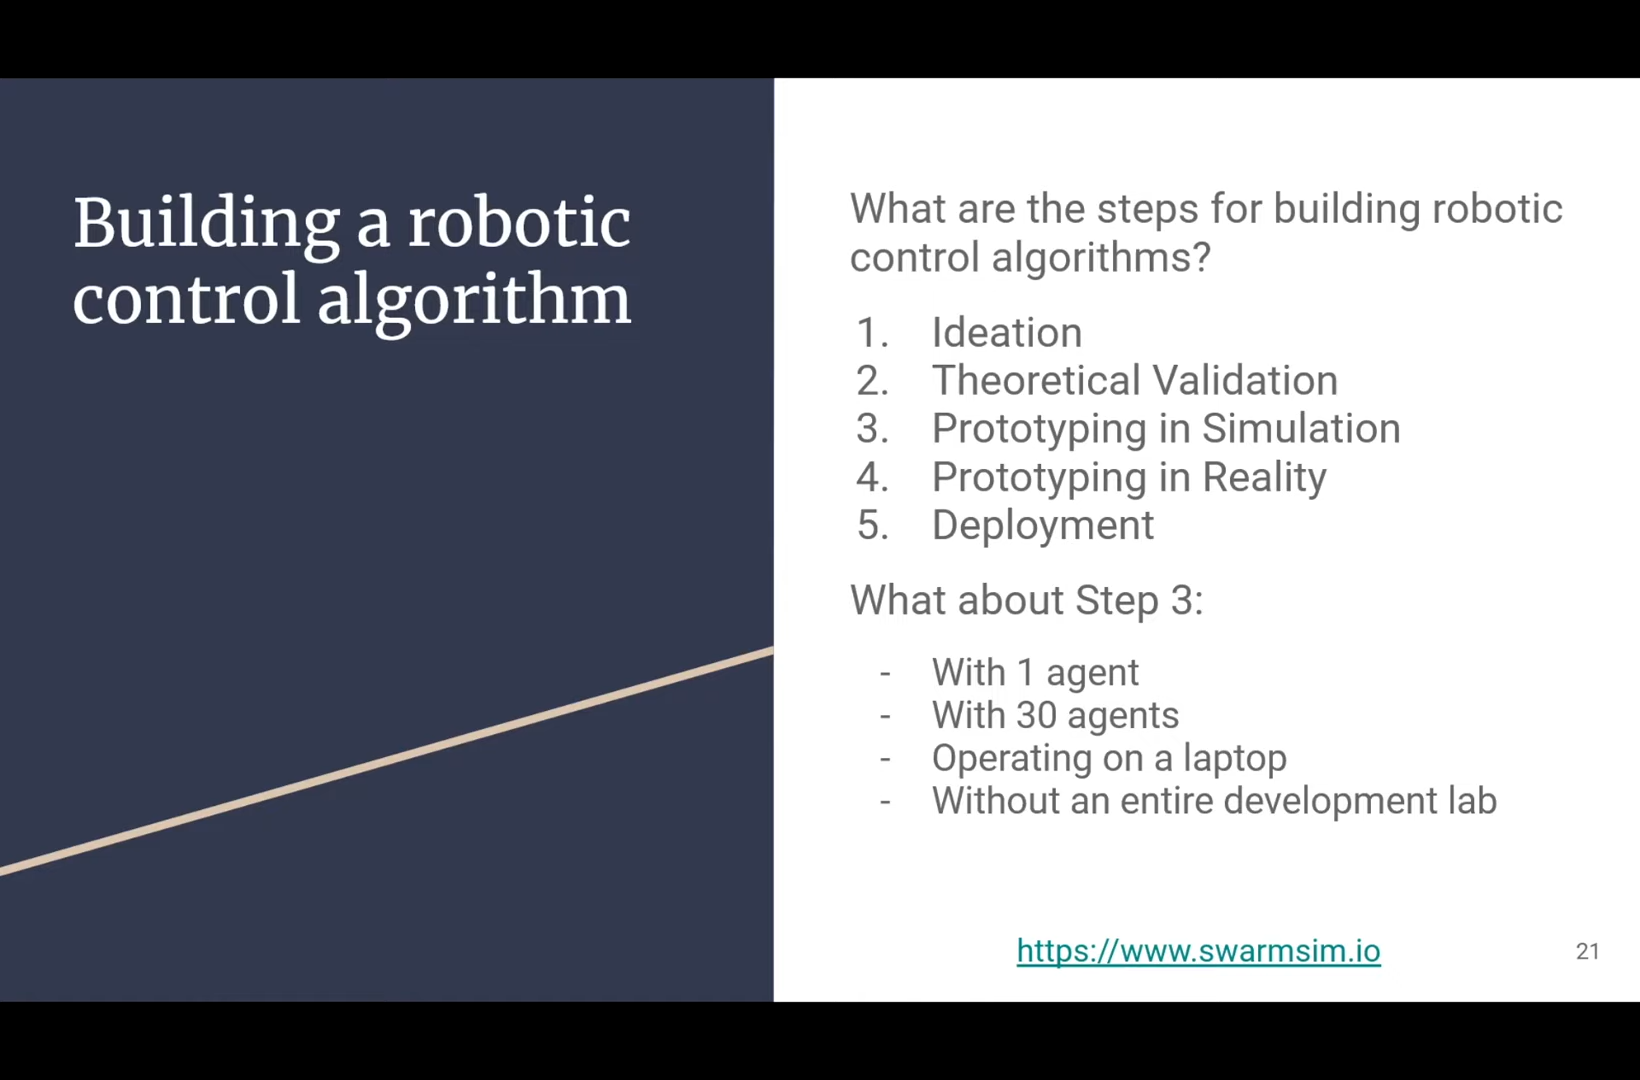 Building a robotic
control algorithm
What are the steps for building robotic
control algorithms?
1. Ideation
2. Theoretical Validation
3. Prototyping in Simulation
4. Prototyping in Reality
5. Deployment
What about Step 3:
- With 1 agent
- With 30 agents
- Operating on a laptop
- Without an entire development lab
https://www.swarmsim.io
21